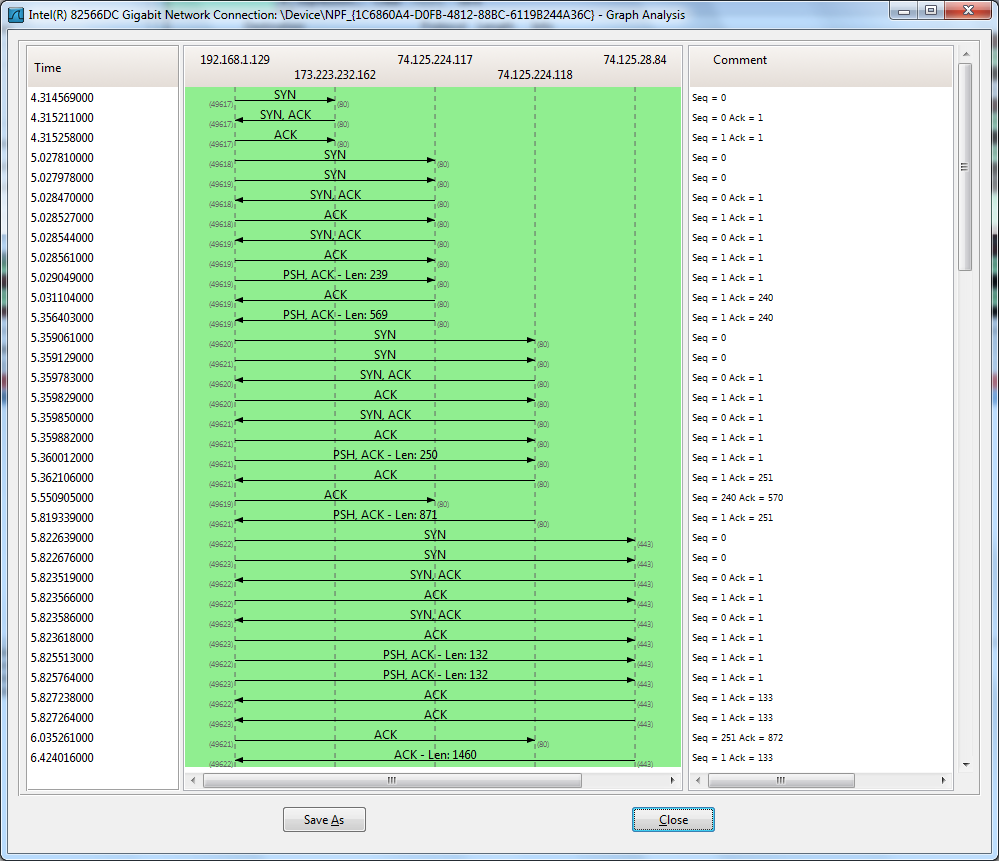 Intel(R) 82566DC Gigabit Network Connection: \Device\NPF_{1C6860A4-D0FB-4812-88BC-6119B244A36C} - Graph Analysis
Time 192.168.1.129 173.223.232.162 74.125.224.117 74.125.224.118 74.125.28.84 Comment
4.314569000 (49617) SYN (80) Seq = 0
4.315211000 (49617) SYN, ACK (80) Seq = 0 Ack = 1
4.315258000 (49617) ACK (80) Seq = 1 Ack = 1
5.027810000 (49618) SYN (80) Seq = 0
5.027978000 (49619) SYN (80) Seq = 0
5.028470000 (49618) SYN, ACK (80) Seq = 0 Ack = 1
5.028527000 (49618) ACK (80) Seq = 1 Ack = 1
5.028544000 (49619) SYN, ACK (80) Seq = 0 Ack = 1
5.028561000 (49619) ACK (80) Seq = 1 Ack = 1
5.029049000 (49619) PSH, ACK - Len: 239 (80) Seq = 1 Ack = 1
5.031104000 (49619) ACK (80) Seq = 1 Ack = 240
5.356403000 (49619) PSH, ACK - Len: 569 (80) Seq = 1 Ack = 240
5.359061000 (49620) SYN (80) Seq = 0
5.359129000 (49621) SYN (80) Seq = 0
5.359783000 (49620) SYN, ACK (80) Seq = 0 Ack = 1
5.359829000 (49620) ACK (80) Seq = 1 Ack = 1
5.359850000 (49621) SYN, ACK (80) Seq = 0 Ack = 1
5.359882000 (49621) ACK (80) Seq = 1 Ack = 1
5.360012000 (49621) PSH, ACK - Len: 250 (80) Seq = 1 Ack = 1
5.362106000 (49621) ACK (80) Seq = 1 Ack = 251
5.550905000 (49619) ACK (80) Seq = 240 Ack = 570
5.819339000 (49621) PSH, ACK - Len: 871 (80) Seq = 1 Ack = 251
5.822639000 (49622) SYN (443) Seq = 0
5.822676000 (49623) SYN (443) Seq = 0
5.823519000 (49622) SYN, ACK (443) Seq = 0 Ack = 1
5.823566000 (49622) ACK (443) Seq = 1 Ack = 1
5.823586000 (49623) SYN, ACK (443) Seq = 0 Ack = 1
5.823618000 (49623) ACK (443) Seq = 1 Ack = 1
5.825513000 (49622) PSH, ACK - Len: 132 (443) Seq = 1 Ack = 1
5.825764000 (49623) PSH, ACK - Len: 132 (443) Seq = 1 Ack = 1
5.827238000 (49622) ACK (443) Seq = 1 Ack = 133
5.827264000 (49623) ACK (443) Seq = 1 Ack = 133
6.035261000 (49621) ACK (80) Seq = 251 Ack = 872
6.424016000 (49622) ACK - Len: 1460 (443) Seq = 1 Ack = 133
Save As Close